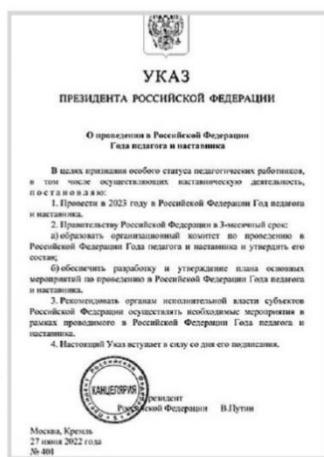 УКАЗ
ПРЕЗИДЕНТА РОССИЙСКОЙ ФЕДЕРАЦИИ
О проведении в Российской Федерации
Года педагога и наставника
В целях признания особого статуса педагогических работников,
в том числе осуществляющих наставническую деятельность,
постановляю:
1. Провести в 2023 году в Российской Федерации Год педагога
и наставника.
2. Правительству Российской Федерации в 3-месячный срок:
а) образовать организационный комитет по проведению в
Российской Федерации Года педагога и наставника и утвердить его
состав;
б) обеспечить разработку и утверждение плана основных
мероприятий по проведению в Российской Федерации Года педагога
и наставника.
3. Рекомендовать органам исполнительной власти субъектов
Российской Федерации осуществлять необходимые мероприятия в
рамках проводимого в Российской Федерации Года педагога и
наставника.
4. Настоящий Указ вступает в силу со дня его подписания.
КАНЦЕЛЯРИЯ
Президент
Российской Федерации В.Путин
Москва, Кремль
27 июня 2022 года
№ 401